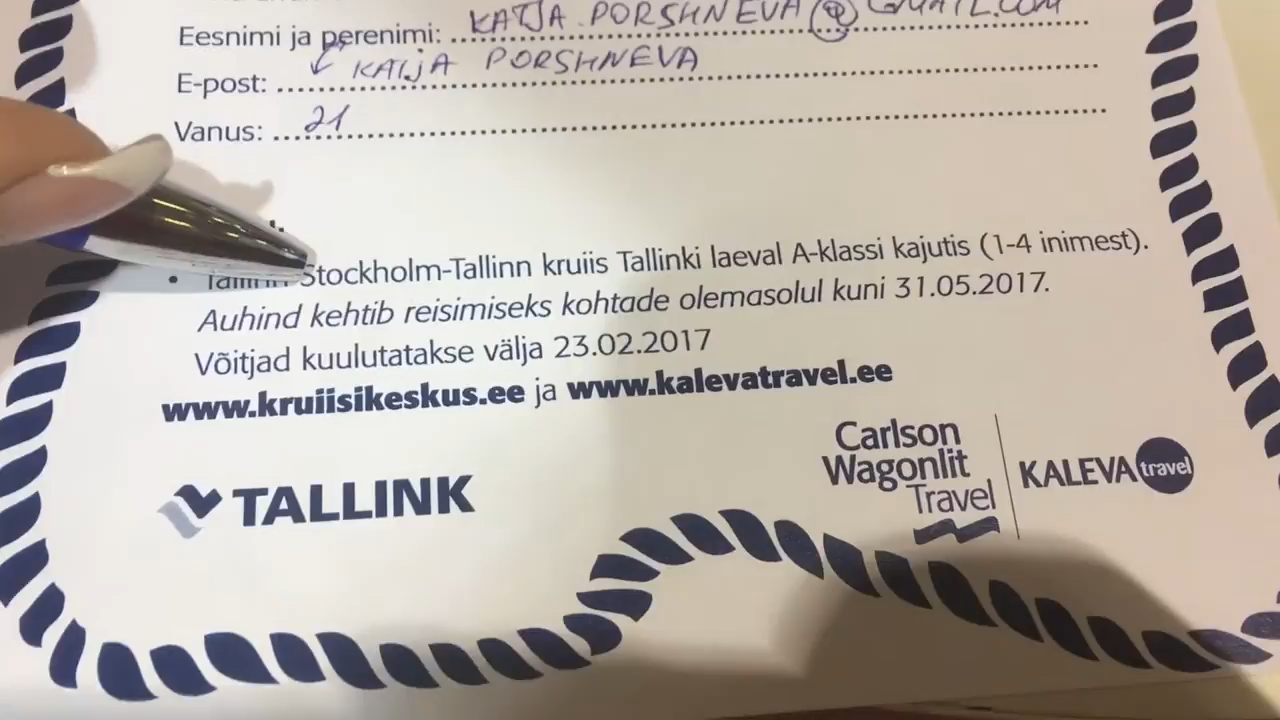 Eesnimi ja perenimi: KATJA.PORSHNEVA@GMAIL.COM
E-post: KATJA PORSHNEVA
Vanus: 21
• Tallinn-Stockholm-Tallinn kruiis Tallinki laeval A-klassi kajutis (1-4 inimest).
Auhind kehtib reisimiseks kohtade olemasolul kuni 31.05.2017.
Võitjad kuulutatakse välja 23.02.2017
www.kruiisikeskus.ee ja www.kalevatravel.ee
TALLINK
Carlson
Wagonlit
Travel
KALEVA travel